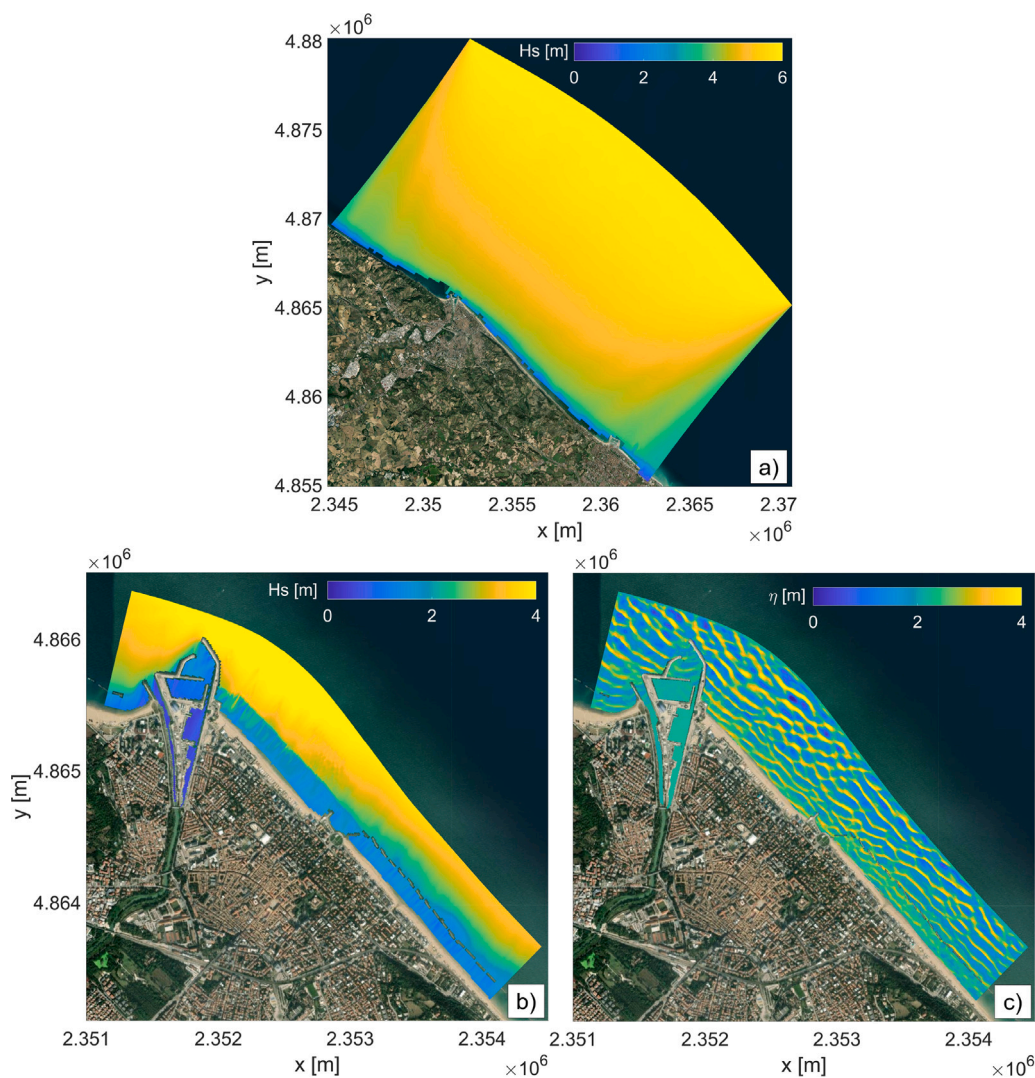 ×10⁶
Hs [m]
0 2 4 6
4.88
4.875
4.87
4.865
4.86
4.855
y [m]
a)
2.345 2.35 2.355 2.36 2.365 2.37
x [m]
×10⁶
×10⁶
Hs [m]
0 2 4
4.866
4.865
4.864
y [m]
b)
2.351 2.352 2.353 2.354
x [m]
×10⁶
×10⁶
η [m]
0 2 4
c)
2.351 2.352 2.353 2.354
x [m]
×10⁶